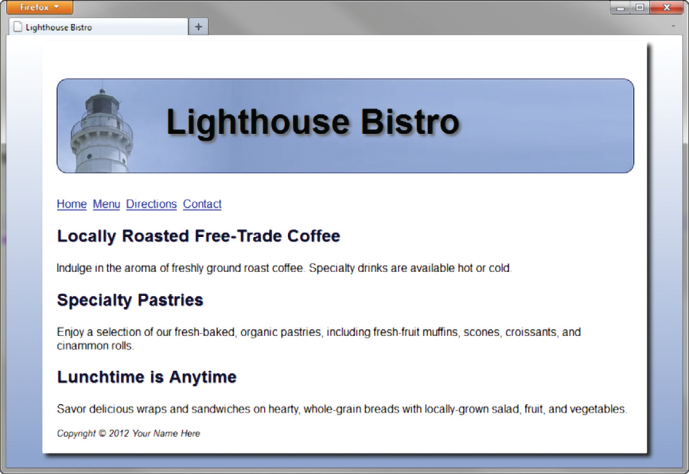 Firefox
Lighthouse Bistro
Lighthouse Bistro
Home Menu Directions Contact
Locally Roasted Free-Trade Coffee
Indulge in the aroma of freshly ground roast coffee. Specialty drinks are available hot or cold.
Specialty Pastries
Enjoy a selection of our fresh-baked, organic pastries, including fresh-fruit muffins, scones, croissants, and
cinammon rolls.
Lunchtime is Anytime
Savor delicious wraps and sandwiches on hearty, whole-grain breads with locally-grown salad, fruit, and vegetables.
Copyright © 2012 Your Name Here